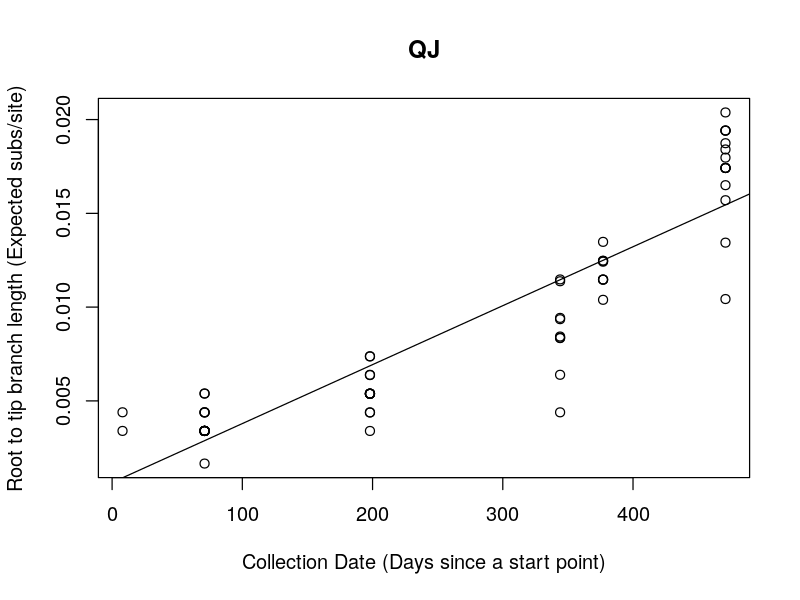 QJ
Root to tip branch length (Expected subs/site)
0.020
0.015
0.010
0.005
0 100 200 300 400
Collection Date (Days since a start point)